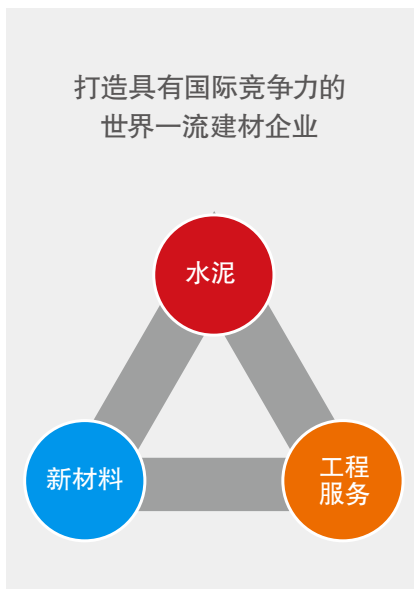 打造具有国际竞争力的
世界一流建材企业
水泥
新材料
工程
服务